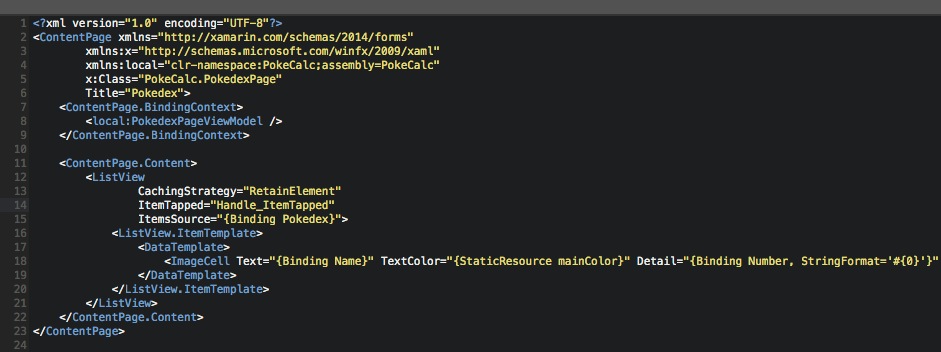 1 <?xml version="1.0" encoding="UTF-8"?>
2 <ContentPage xmlns="http://xamarin.com/schemas/2014/forms"
3 xmlns:x="http://schemas.microsoft.com/winfx/2009/xaml"
4 xmlns:local="clr-namespace:PokeCalc;assembly=PokeCalc"
5 x:Class="PokeCalc.PokedexPage"
6 Title="Pokedex">
7 <ContentPage.BindingContext>
8 <local:PokedexPageViewModel />
9 </ContentPage.BindingContext>
10
11 <ContentPage.Content>
12 <ListView
13 CachingStrategy="RetainElement"
14 ItemTapped="Handle_ItemTapped"
15 ItemsSource="{Binding Pokedex}">
16 <ListView.ItemTemplate>
17 <DataTemplate>
18 <ImageCell Text="{Binding Name}" TextColor="{StaticResource mainColor}" Detail="{Binding Number, StringFormat='#{0}'}"
19 </DataTemplate>
20 </ListView.ItemTemplate>
21 </ListView>
22 </ContentPage.Content>
23 </ContentPage>
24